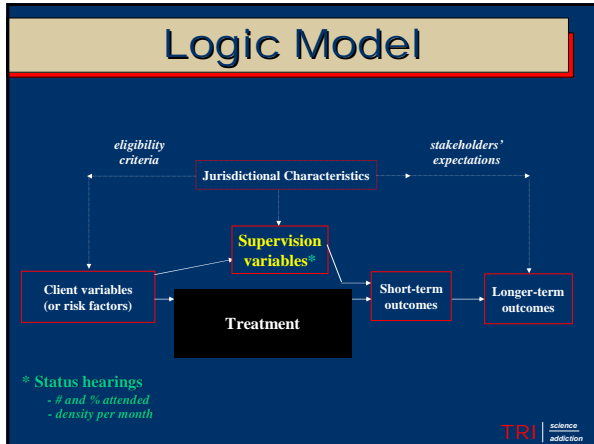 Logic Model
eligibility
criteria
stakeholders'
expectations
Jurisdictional Characteristics
Supervision
variables*
Client variables
(or risk factors)
Treatment
Short-term
outcomes
Longer-term
outcomes
* Status hearings
- # and % attended
- density per month
TRI science
addiction